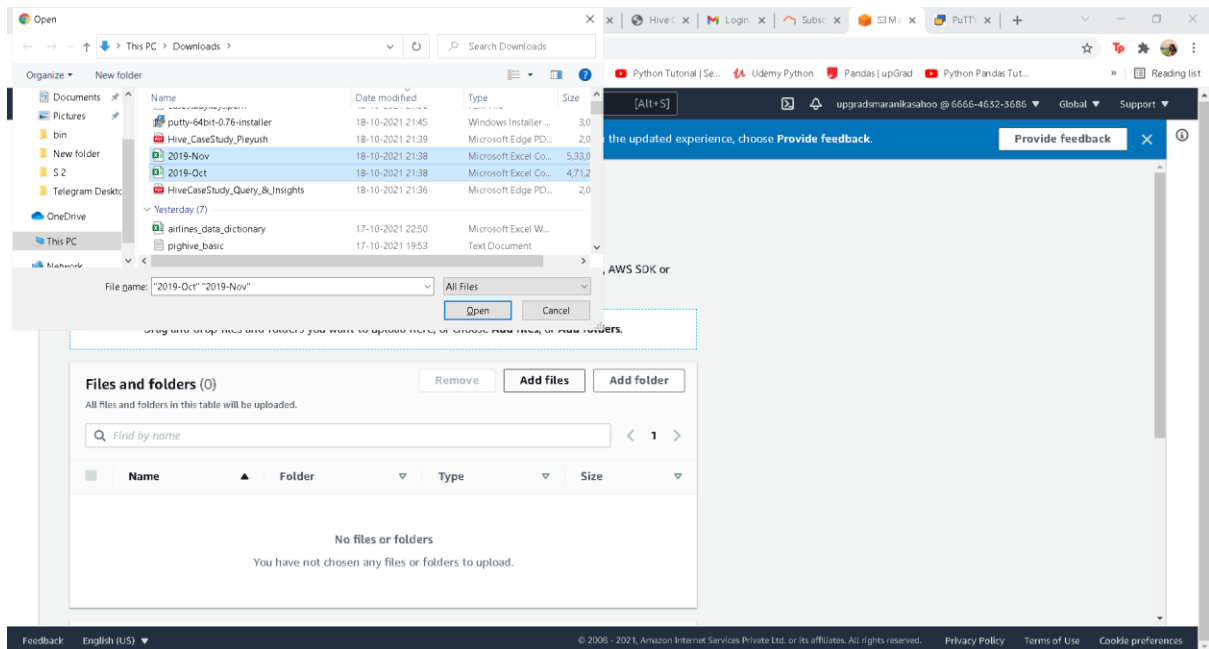 Open
Hive C
Login
Subsc
S3 Ma
PuTTY
This PC > Downloads >
Search Downloads
Tp
Organize
New folder
Python Tutorial | Se...
Udemy Python
Pandas | upGrad
Python Pandas Tut...
»
Reading list
Documents
Pictures
bin
New folder
S 2
Telegram Deskto
OneDrive
This PC
Network
Name Date modified Type Size
putty-64bit-0.76-installer 18-10-2021 21:45 Windows Installer ... 3,0
Hive_CaseStudy_Pieyush 18-10-2021 21:39 Microsoft Edge PD... 2,0
2019-Nov 18-10-2021 21:38 Microsoft Excel Co... 5,33,0
2019-Oct 18-10-2021 21:38 Microsoft Excel Co... 4,71,2
HiveCaseStudy_Query_&_Insights 18-10-2021 21:36 Microsoft Edge PD... 2,0
Yesterday (7)
airlines_data_dictionary 17-10-2021 22:50 Microsoft Excel W...
pighive_basic 17-10-2021 19:53 Text Document
File name: "2019-Oct" "2019-Nov"
All Files
Open
Cancel
[Alt+S]
upgradsmaranikasahoo @ 6666-4632-3686
Global
Support
the updated experience, choose Provide feedback.
Provide feedback
, AWS SDK or
Drag and drop files and folders you want to upload here, or choose Add files, or Add folders.
Files and folders (0)
Remove
Add files
Add folder
All files and folders in this table will be uploaded.
Find by name
1
Name Folder Type Size
No files or folders
You have not chosen any files or folders to upload.
Feedback English (US) © 2008 - 2021, Amazon Internet Services Private Ltd. or its affiliates. All rights reserved. Privacy Policy Terms of Use Cookie preferences